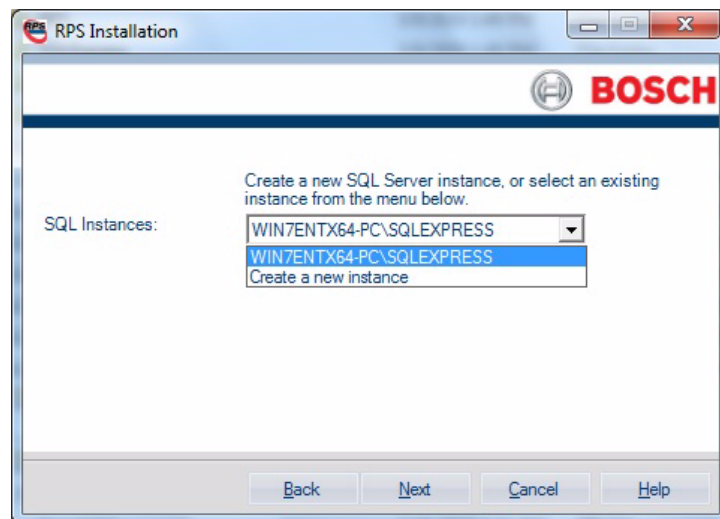 RPS
RPS Installation
BOSCH
Create a new SQL Server instance, or select an existing
instance from the menu below.
SQL Instances:
WIN7ENTX64-PC\SQLEXPRESS
WIN7ENTX64-PC\SQLEXPRESS
Create a new instance
Back
Next
Cancel
Help